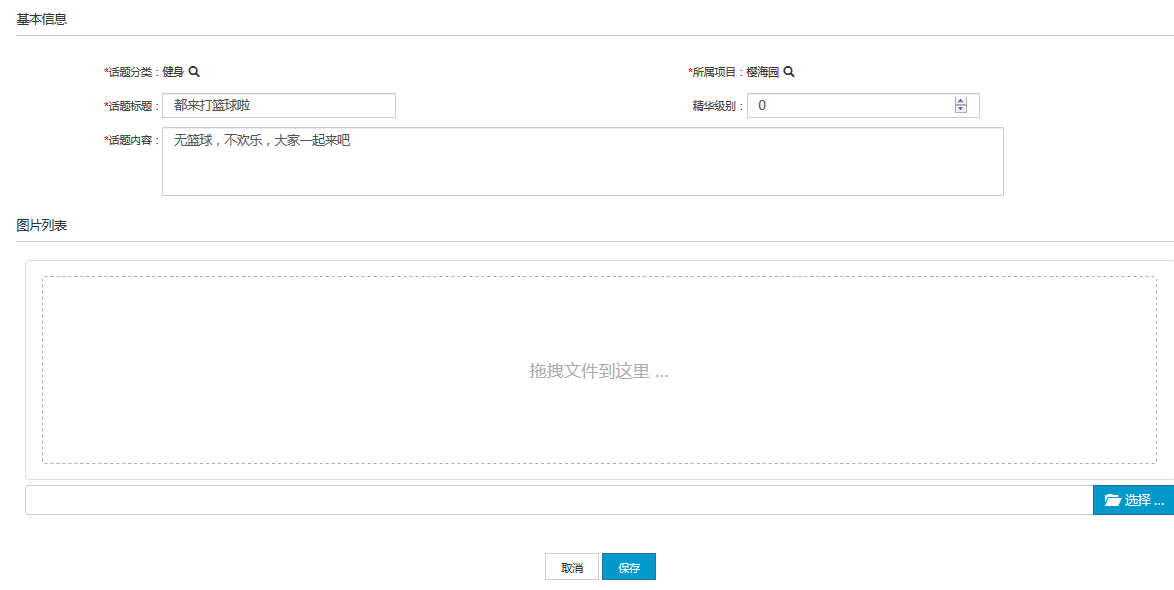 基本信息
*话题分类：健身
*所属项目：樱海园
*话题标题：都来打篮球啦
精华级别：0
*话题内容：无篮球，不欢乐，大家一起来吧
图片列表
拖拽文件到这里 ...
选择 ...
取消 保存